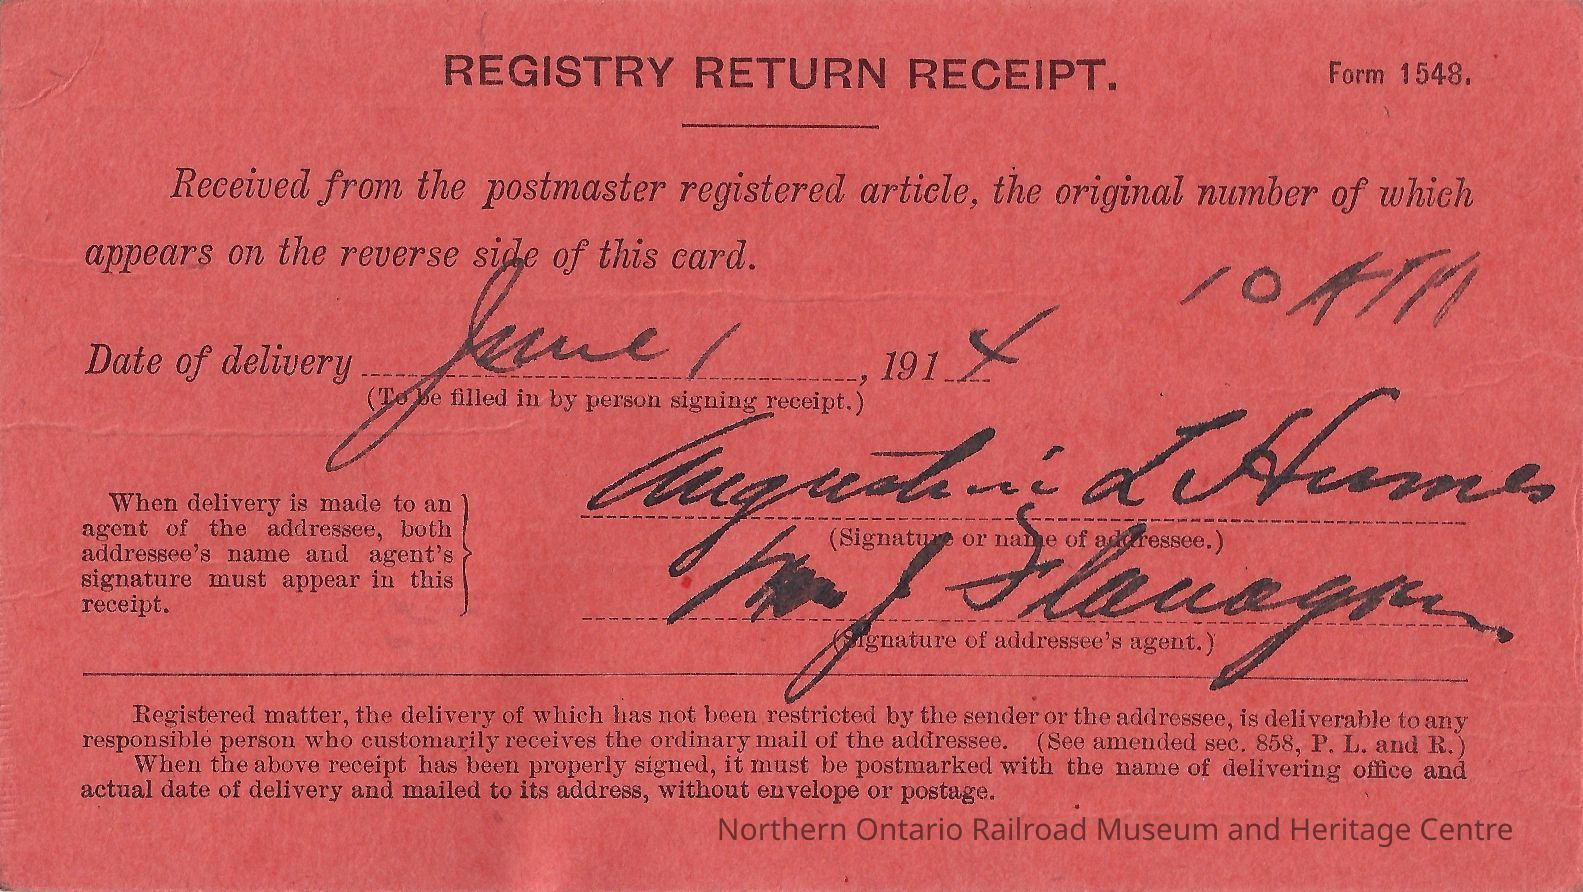 REGISTRY RETURN RECEIPT. Form 1548.
Received from the postmaster registered article, the original number of which
appears on the reverse side of this card.
10 AM
Date of delivery June 1, 1914
(To be filled in by person signing receipt.)
Augustin L Humes
(Signature or name of addressee.)
When delivery is made to an
agent of the addressee, both
addressee's name and agent's
signature must appear in this
receipt.
Wm J Flanagan
(Signature of addressee's agent.)
Registered matter, the delivery of which has not been restricted by the sender or the addressee, is deliverable to any
responsible person who customarily receives the ordinary mail of the addressee. (See amended sec. 858, P. L. and R.)
When the above receipt has been properly signed, it must be postmarked with the name of delivering office and
actual date of delivery and mailed to its address, without envelope or postage.
Northern Ontario Railroad Museum and Heritage Centre